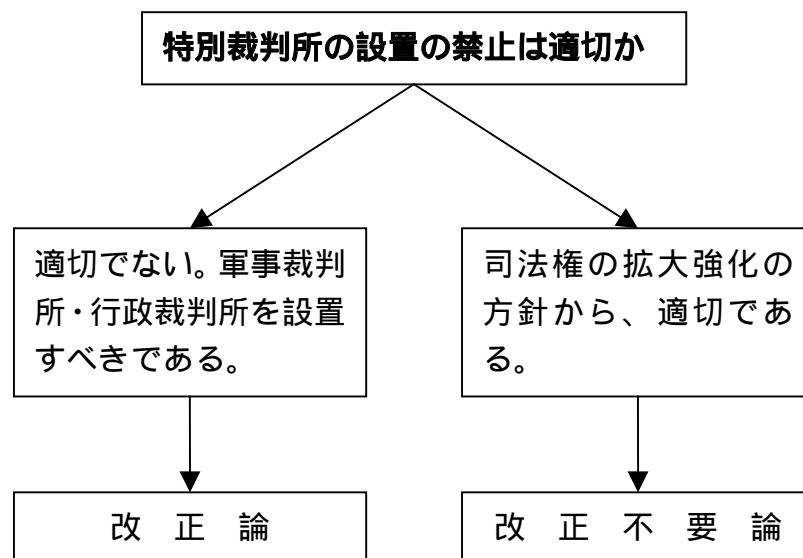 特別裁判所の設置の禁止は適切か
適切でない。軍事裁判
所・行政裁判所を設置
すべきである。
司法権の拡大強化の
方針から、適切であ
る。
改正論
改正不要論